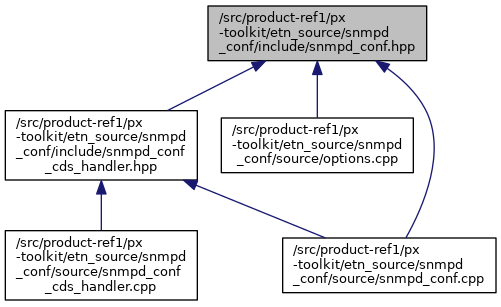 /src/product-ref1/px
-toolkit/etn_source/snmpd
_conf/include/snmpd_conf.hpp
/src/product-ref1/px
-toolkit/etn_source/snmpd
_conf/include/snmpd_conf
_cds_handler.hpp
/src/product-ref1/px
-toolkit/etn_source/snmpd
_conf/source/options.cpp
/src/product-ref1/px
-toolkit/etn_source/snmpd
_conf/source/snmpd_conf
_cds_handler.cpp
/src/product-ref1/px
-toolkit/etn_source/snmpd
_conf/source/snmpd_conf.cpp